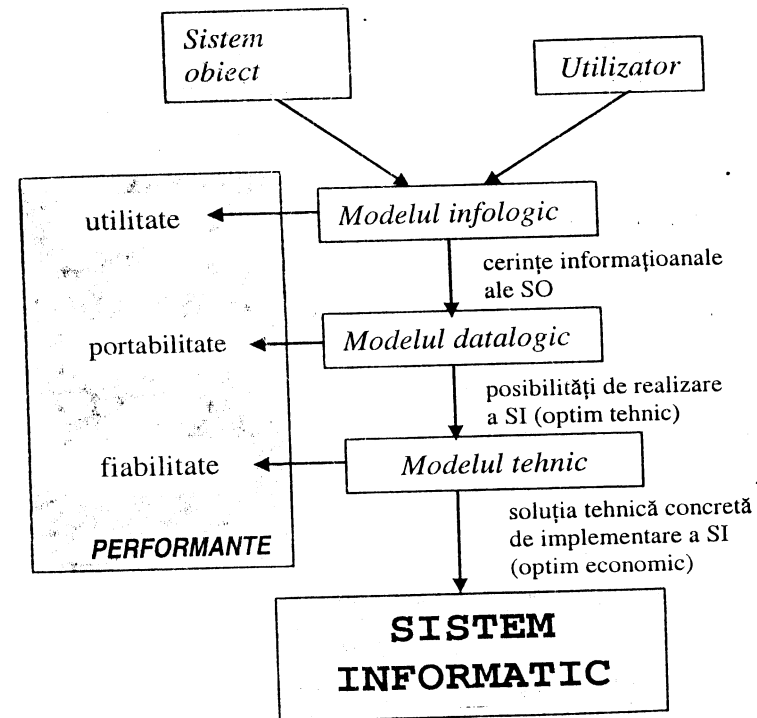 Sistem
obiect
Utilizator
utilitate
Modelul infologic
cerințe informaționale
ale SO
portabilitate
Modelul datalogic
posibilități de realizare
a SI (optim tehnic)
fiabilitate
Modelul tehnic
soluția tehnică concretă
de implementare a SI
(optim economic)
PERFORMANTE
SISTEM
INFORMATIC